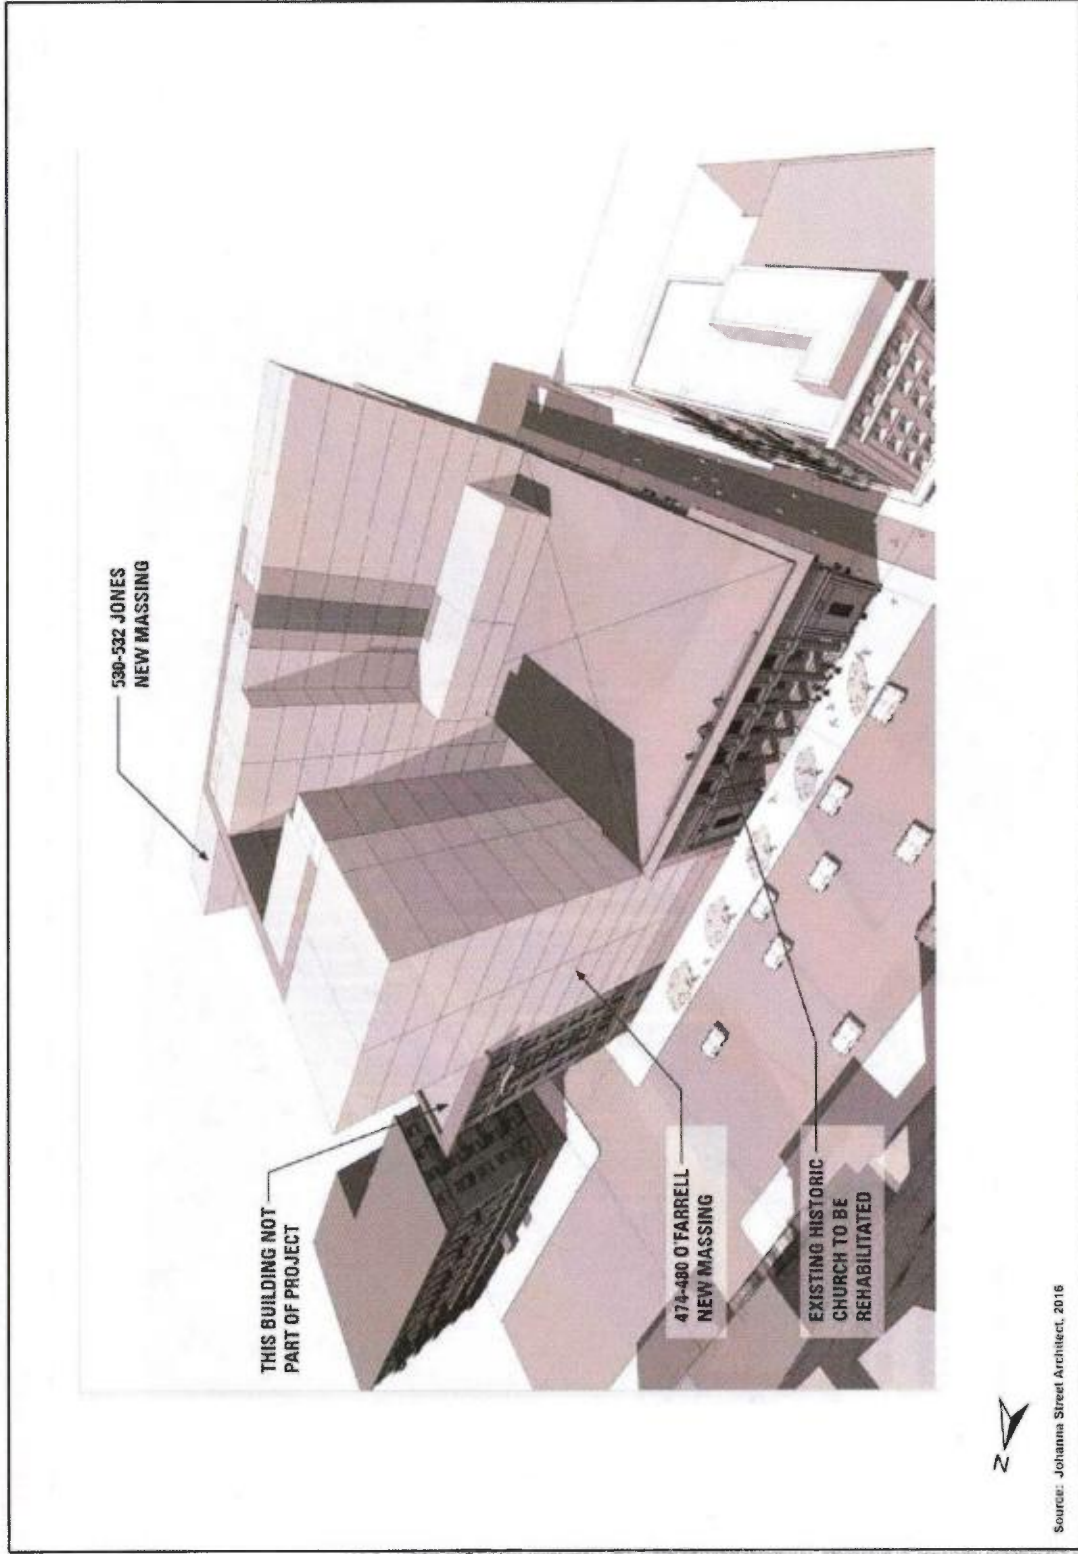 530-532 JONES
NEW MASSING
THIS BUILDING NOT
PART OF PROJECT
474-480 O'FARRELL
NEW MASSING
EXISTING HISTORIC
CHURCH TO BE
REHABILITATED
N
Source: Johanna Street Architect, 2016